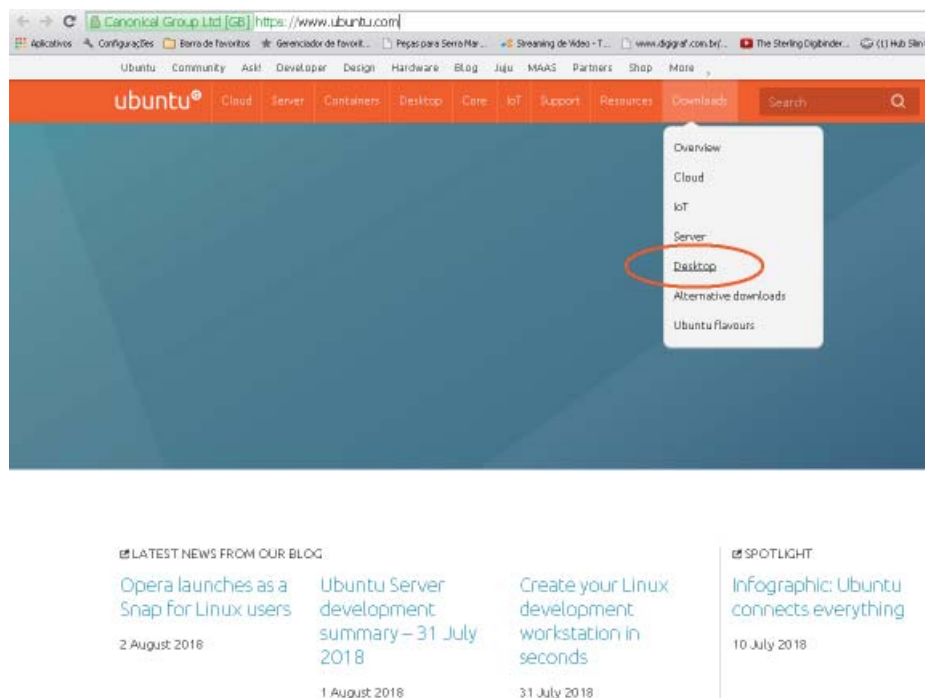 Canonical Group Ltd [GB] https://www.ubuntu.com
Aplicativos Configurações Barra de favoritos Gerenciador de favorit... Peças para Serra Mar... Streaming de Video - T... www.digigraf.com.br/... The Sterling Digibinder... (1) Hub
Ubuntu Community Ask! Developer Design Hardware Blog Juju MAAS Partners Shop More
ubuntu® Cloud Server Containers Desktop Core IoT Support Resources Downloads Search
Overview
Cloud
IoT
Server
Desktop
Alternative downloads
Ubuntu flavours
LATEST NEWS FROM OUR BLOG
Opera launches as a
Snap for Linux users
2 August 2018
Ubuntu Server
development
summary – 31 July
2018
1 August 2018
Create your Linux
development
workstation in
seconds
31 July 2018
SPOTLIGHT
Infographic: Ubuntu
connects everything
10 July 2018